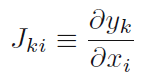 J_{ki} ≡ ∂y_k / ∂x_i